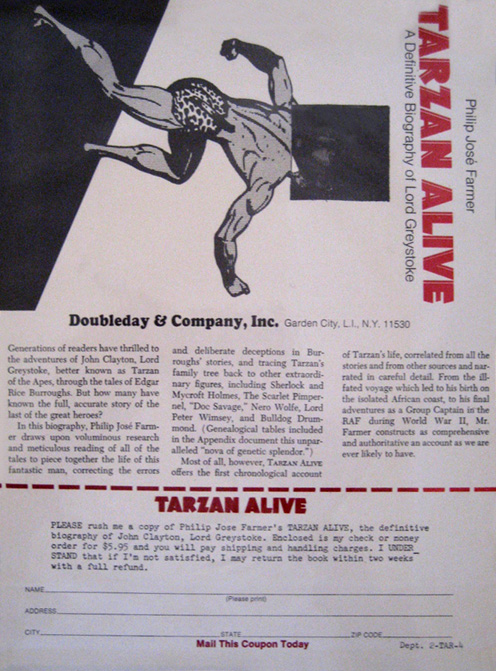 TARZAN ALIVE
A Definitive Biography of Lord Greystoke
Philip José Farmer
Doubleday & Company, Inc. Garden City, L.I., N.Y. 11530
Generations of readers have thrilled to
the adventures of John Clayton, Lord
Greystoke, better known as Tarzan
of the Apes, through the tales of Edgar
Rice Burroughs. But how many have
known the full, accurate story of the
last of the great heroes?
In this biography, Philip José Farm-
er draws upon voluminous research
and meticulous reading of all of the
tales to piece together the life of this
fantastic man, correcting the errors
and deliberate deceptions in Bur-
roughs' stories, and tracing Tarzan's
family tree back to other extraordi-
nary figures, including Sherlock and
Mycroft Holmes, The Scarlet Pimper-
nel, "Doc Savage," Nero Wolfe, Lord
Peter Wimsey, and Bulldog Drum-
mond. (Genealogical tables included
in the Appendix document this unpar-
alleled "nova of genetic splendor.")
Most of all, however, TARZAN ALIVE
offers the first chronological account
of Tarzan's life, correlated from all the
stories and from other sources and nar-
rated in careful detail. From the ill-
fated voyage which led to his birth on
the isolated African coast, to his final
adventures as a Group Captain in the
RAF during World War II, Mr.
Farmer constructs as comprehensive
and authoritative an account as we are
ever likely to have.
TARZAN ALIVE
PLEASE rush me a copy of Philip Jose Farmer's TARZAN ALIVE, the definitive
biography of John Clayton, Lord Greystoke. Enclosed is my check or money
order for $5.95 and you will pay shipping and handling charges. I UNDER_
STAND that if I'm not satisfied, I may return the book within two weeks
with a full refund.
NAME
(Please print)
ADDRESS
CITY STATE ZIP CODE
Mail This Coupon Today Dept. 2-TAR-4